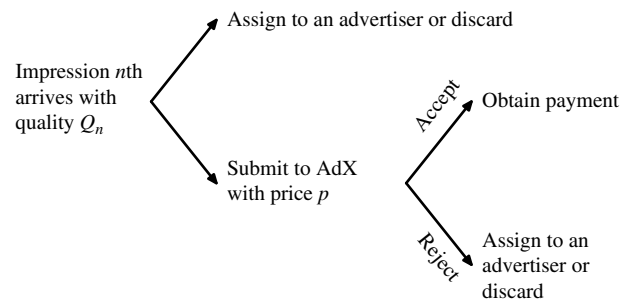 Assign to an advertiser or discard
Impression nth
arrives with
quality Qn
Accept
Obtain payment
Submit to AdX
with price p
Reject
Assign to an
advertiser or
discard